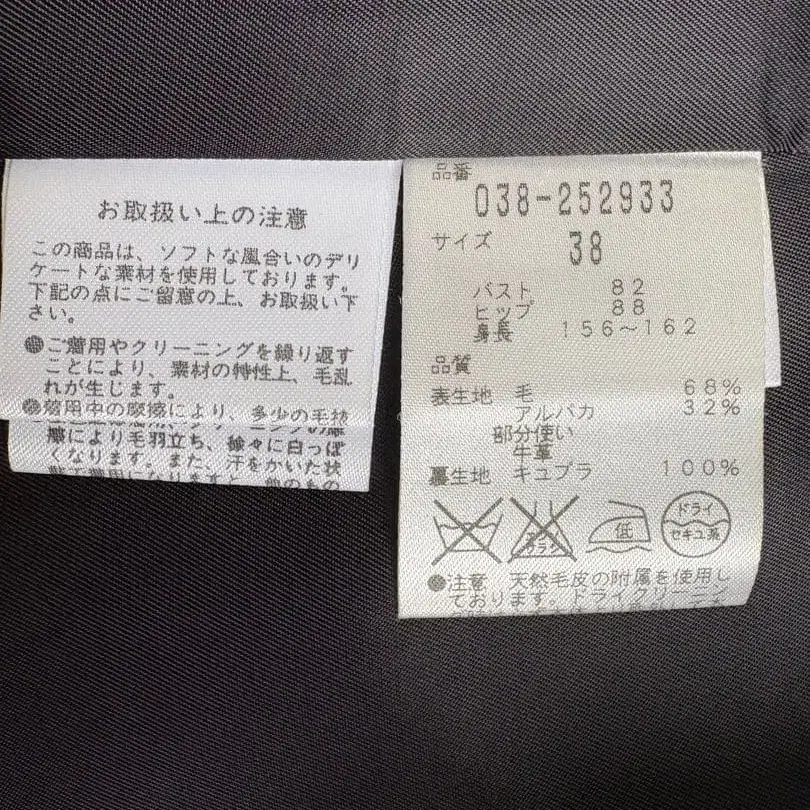 お取扱い上の注意
この商品は、ソフトな風合いのデリ
ケートな素材を使用しております。
下記の点にご留意の上、お取扱い下
さい。
●ご着用やクリーニングを繰り返す
ことにより、素材の特性上、毛乱
れが生じます。
●着用中の摩擦により、多少の毛抜
擦により毛羽立ち、徐々に白っぽ
くなります。また、汗をかいた状
品番
038-252933
サイズ
38
バスト 82
ヒップ 88
身長 156〜162
品質
表生地 毛 68%
アルパカ 32%
部分使い
牛革
裏生地 キュプラ 100%
低
ドライ
セキユ系
●注意 天然毛皮の附属を使用し
ております。ドライクリーニン